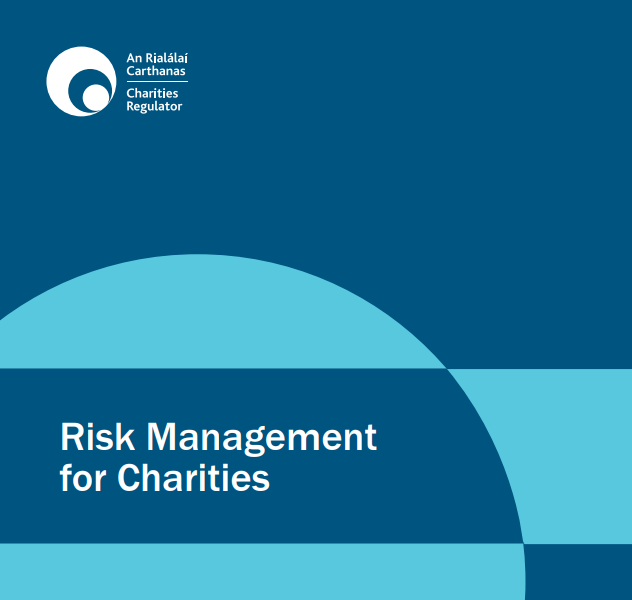 An Rialálaí
Carthanas
Charities
Regulator
Risk Management
for Charities